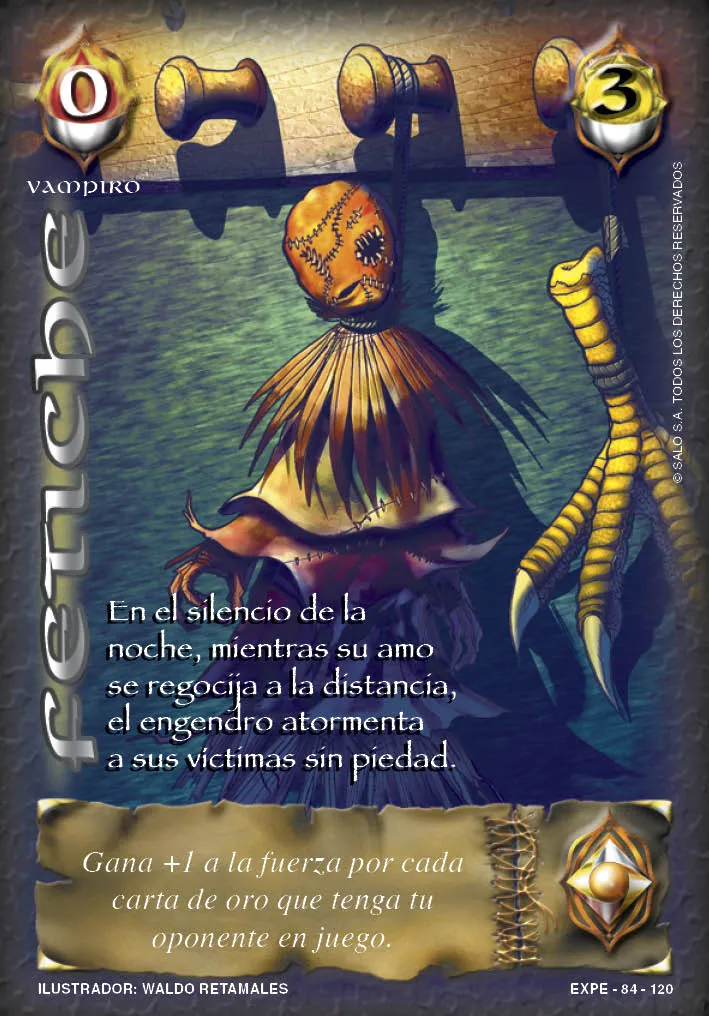 0
3
VAMPIRO
fetiche
© SALO S.A. TODOS LOS DERECHOS RESERVADOS
En el silencio de la
noche, mientras su amo
se regocija a la distancia,
el engendro atormenta
a sus víctimas sin piedad.
Gana +1 a la fuerza por cada
carta de oro que tenga tu
oponente en juego.
ILUSTRADOR: WALDO RETAMALES
EXPE - 84 - 120